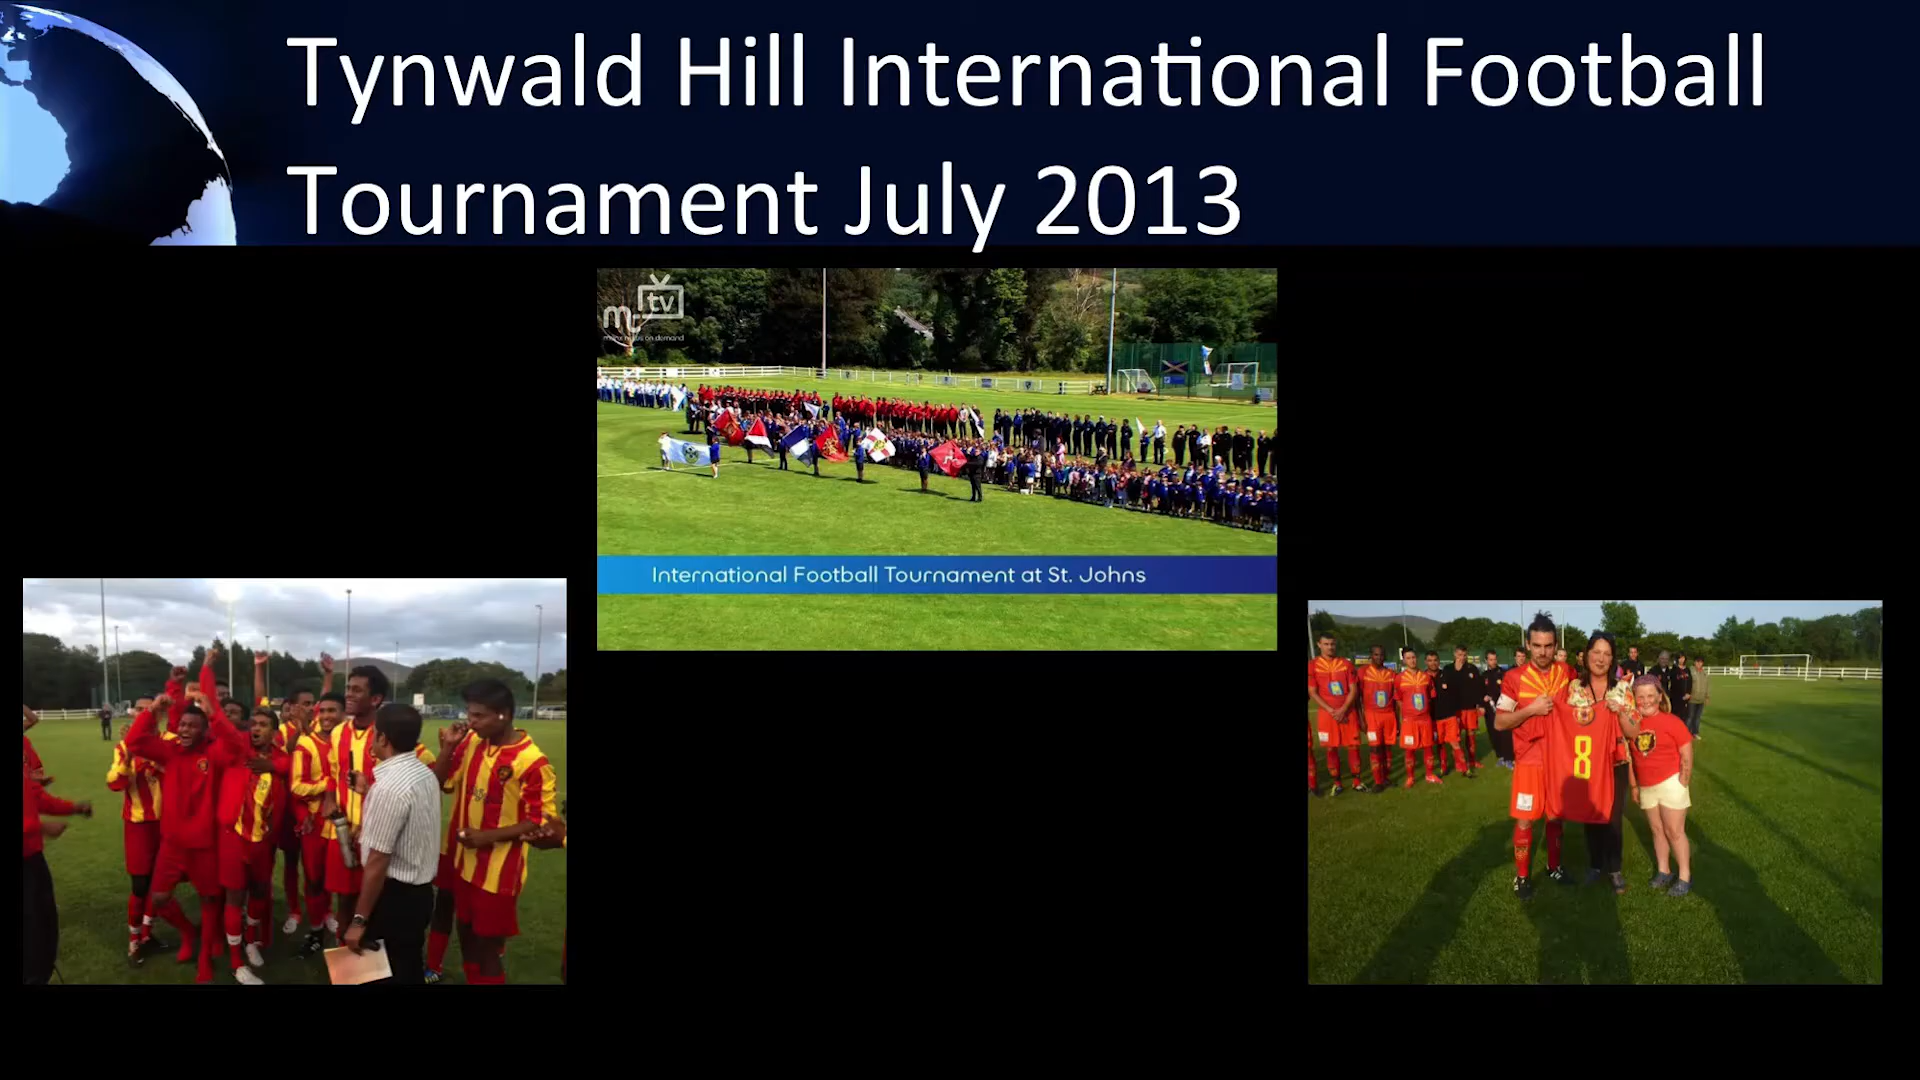 Tynwald Hill International Football
Tournament July 2013
tv
International Football Tournament at St. Johns
8